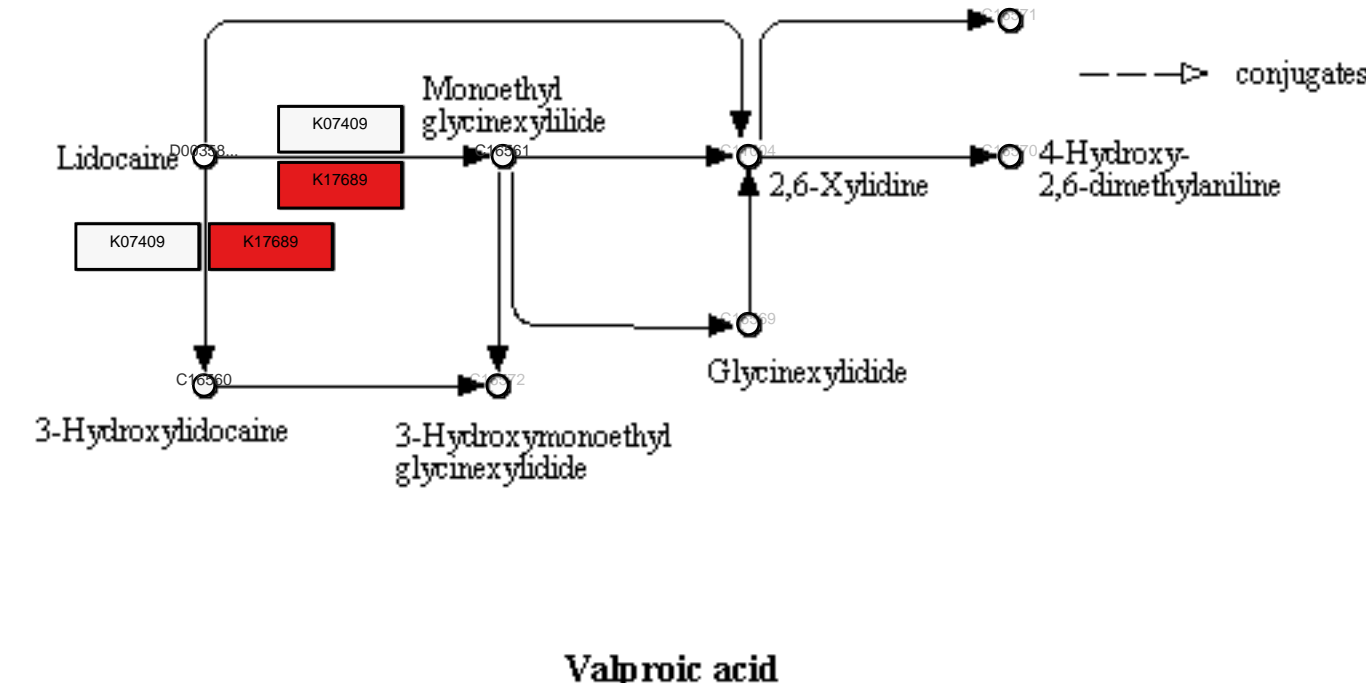 conjugates
Monoethyl
glycinexylilide
K07409
Lidocaine
D00358...
C16561
4-Hydroxy-
2,6-dimethylaniline
2,6-Xylidine
K17689
K07409
K17689
Glycinexylidide
C16560
3-Hydroxylidocaine
3-Hydroxymonoethyl
glycinexylidide
Valproic acid